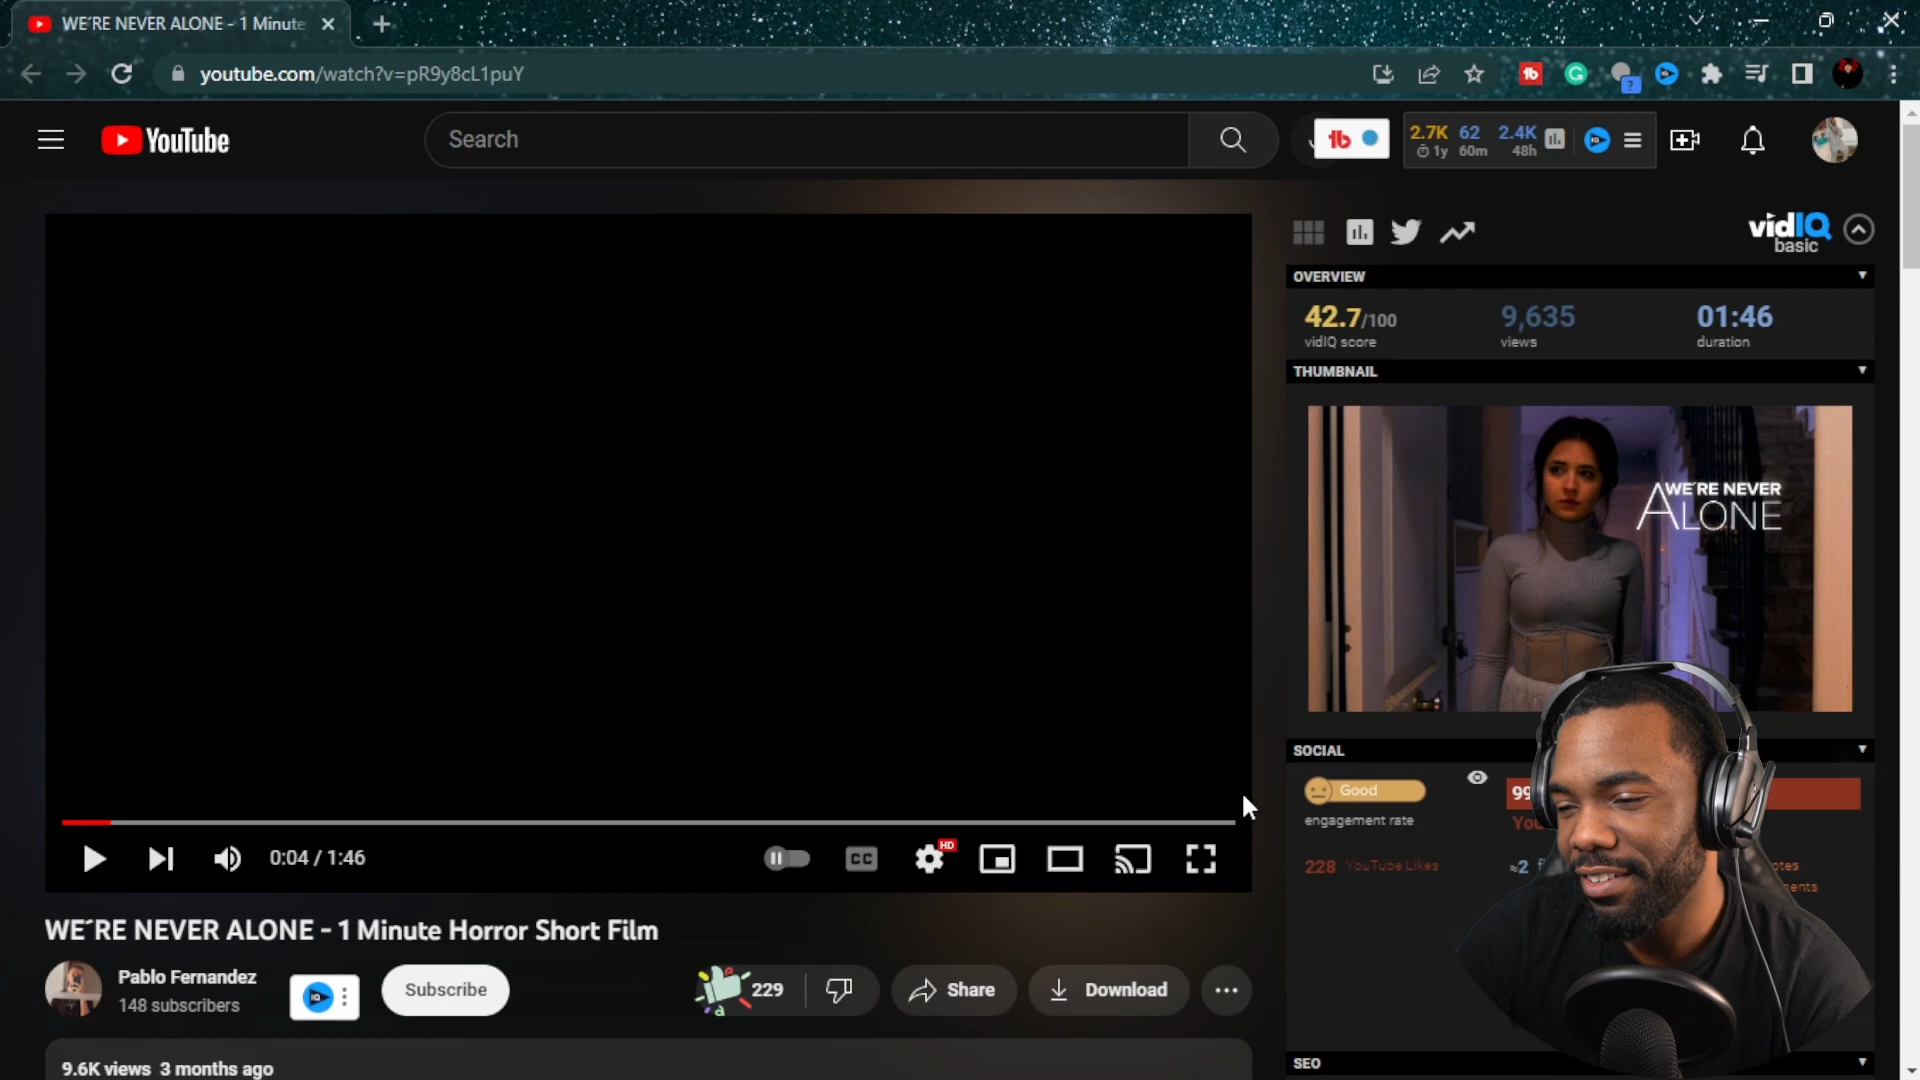 WE'RE NEVER ALONE - 1 Minute
youtube.com/watch?v=pR9y8cL1puY
YouTube
Search
2.7K 62 2.4K
1y 60m 48h
vidIQ
basic
OVERVIEW
42.7/100 9,635 01:46
vidIQ score views duration
THUMBNAIL
WE'RE NEVER
ALONE
SOCIAL
Good
engagement rate
228 YouTube Likes
≈2
0:04 / 1:46
CC
HD
WE´RE NEVER ALONE - 1 Minute Horror Short Film
Pablo Fernandez
148 subscribers
Subscribe
229
Share
Download
9.6K views 3 months ago
SEO